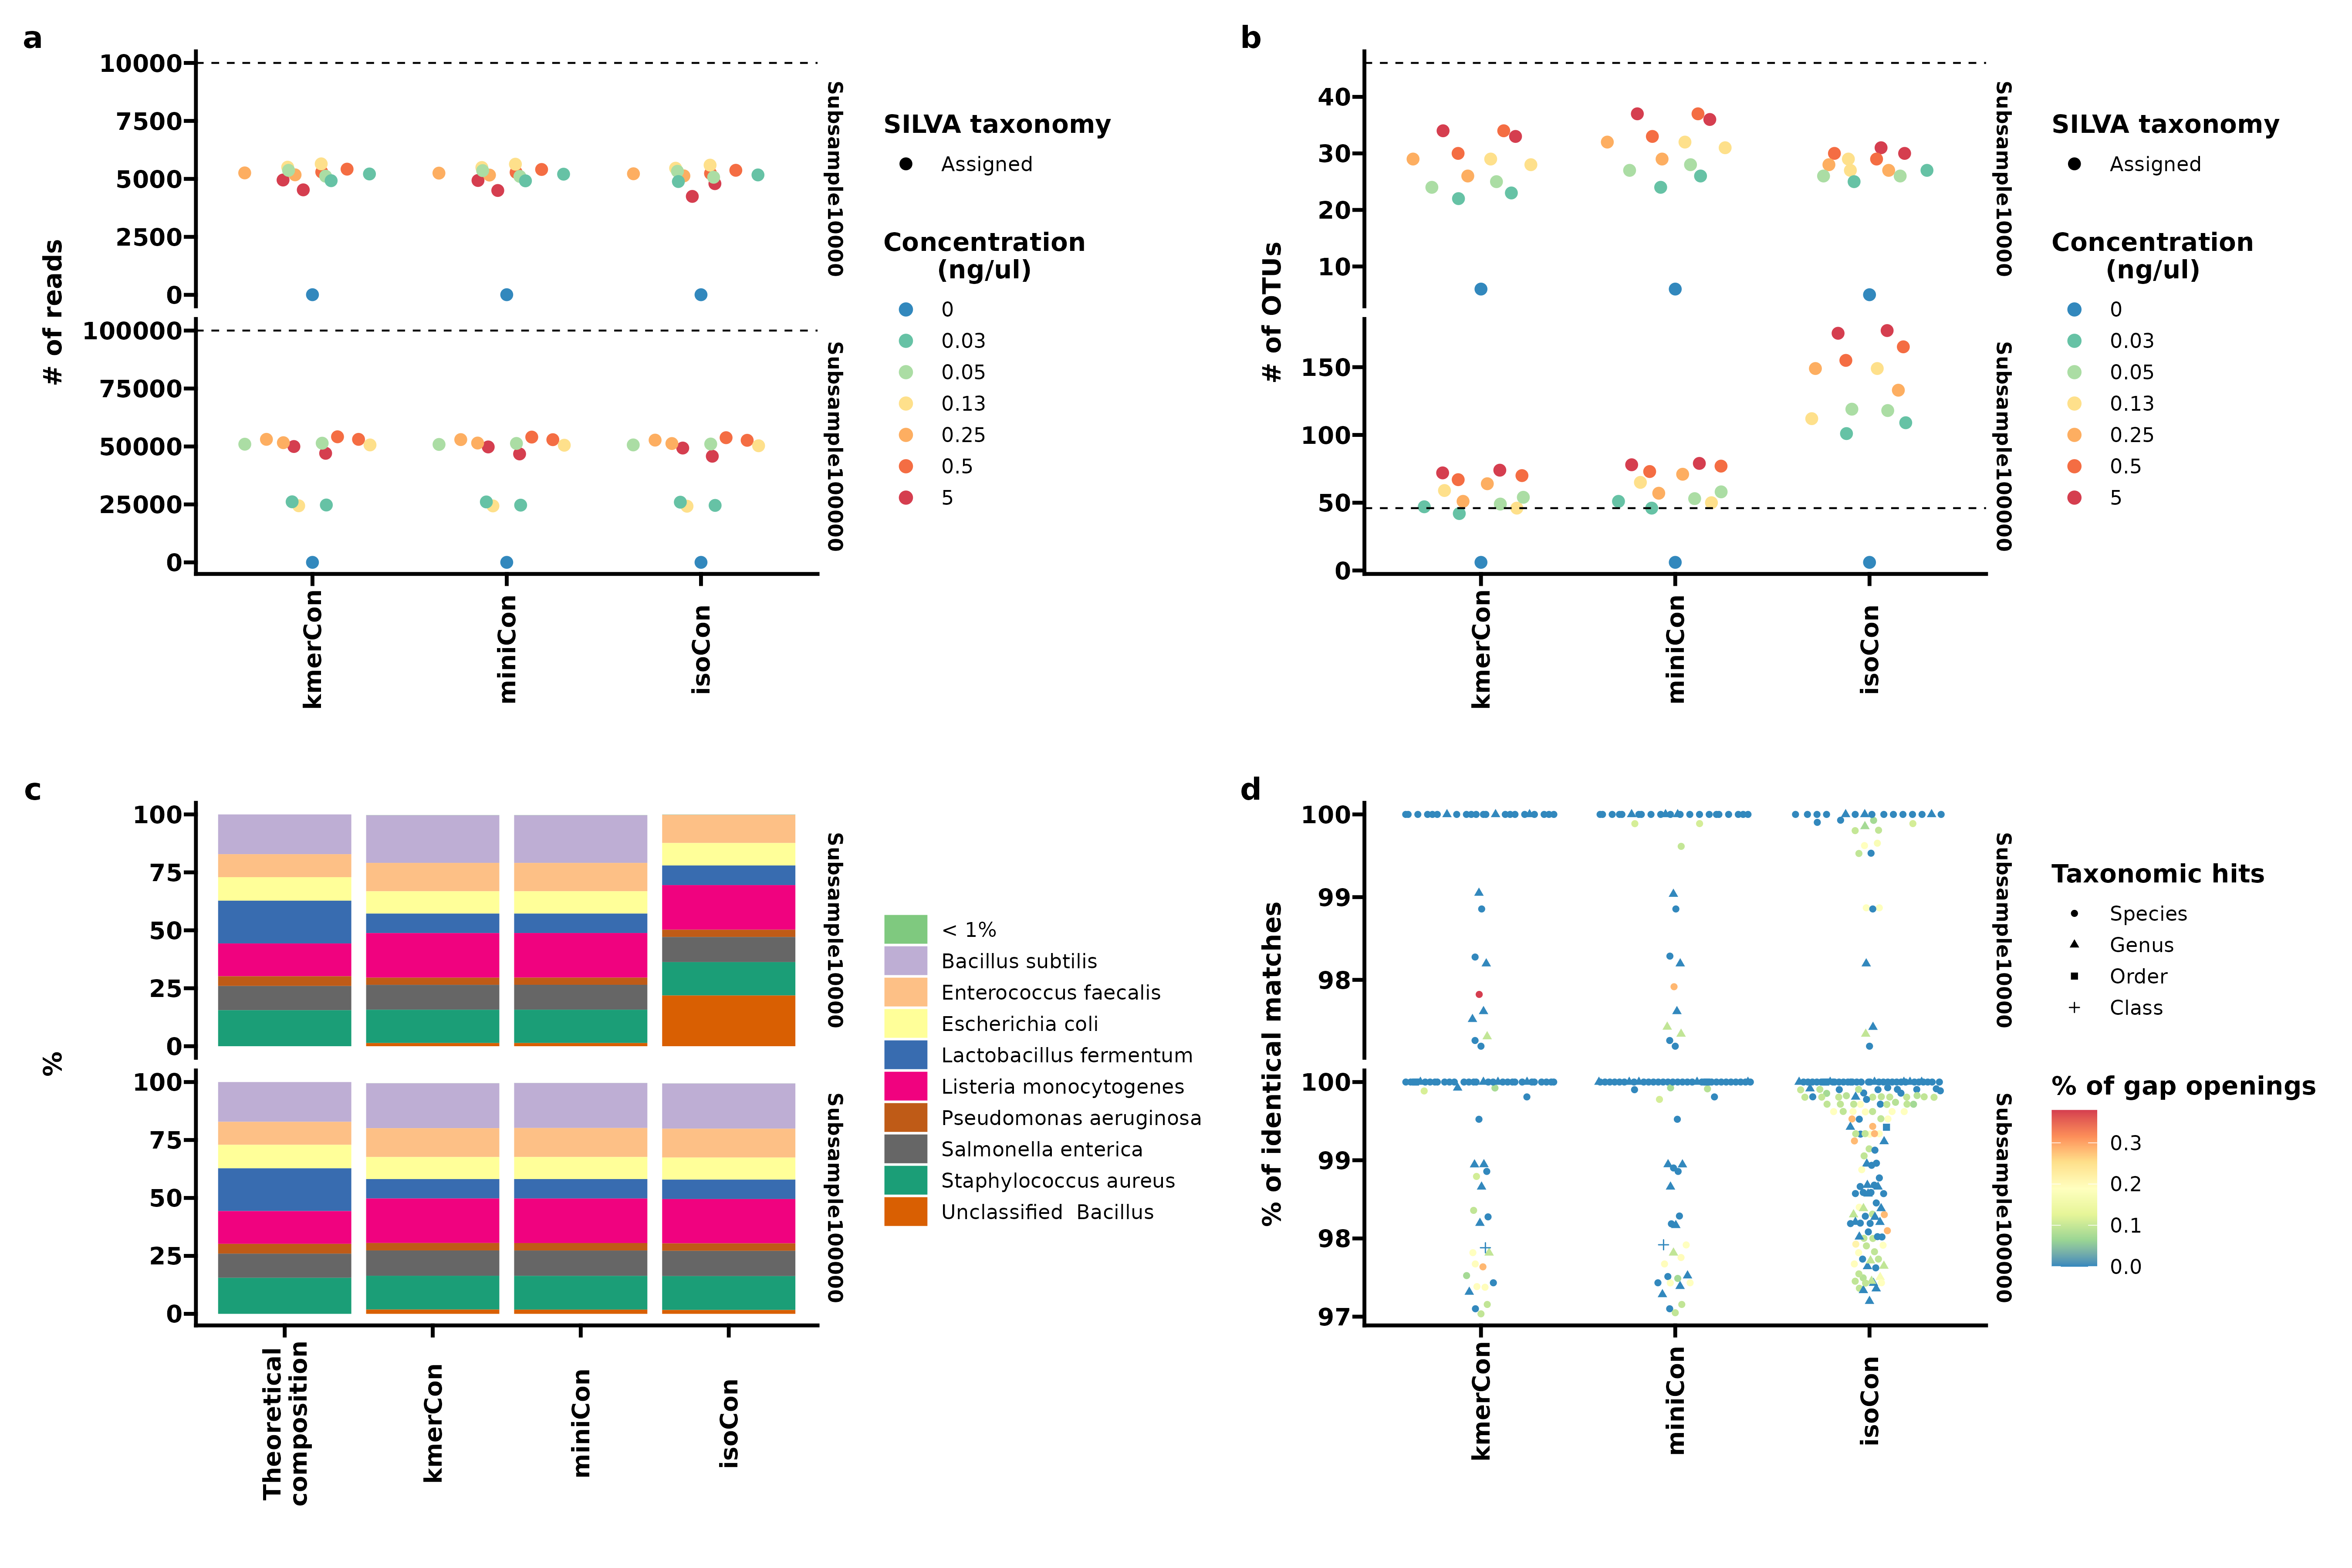 a
# of reads
10000
7500
5000
2500
0
Subsample10000
100000
75000
50000
25000
0
Subsample100000
kmerCon
miniCon
isoCon
SILVA taxonomy
Assigned
Concentration
(ng/ul)
0
0.03
0.05
0.13
0.25
0.5
5
b
# of OTUs
40
30
20
10
Subsample10000
150
100
50
0
Subsample100000
kmerCon
miniCon
isoCon
SILVA taxonomy
Assigned
Concentration
(ng/ul)
0
0.03
0.05
0.13
0.25
0.5
5
c
%
100
75
50
25
0
Subsample10000
100
75
50
25
0
Subsample100000
Theoretical
composition
kmerCon
miniCon
isoCon
< 1%
Bacillus subtilis
Enterococcus faecalis
Escherichia coli
Lactobacillus fermentum
Listeria monocytogenes
Pseudomonas aeruginosa
Salmonella enterica
Staphylococcus aureus
Unclassified  Bacillus
d
% of identical matches
100
99
98
Subsample10000
100
99
98
97
Subsample100000
kmerCon
miniCon
isoCon
Taxonomic hits
Species
Genus
Order
Class
% of gap openings
0.3
0.2
0.1
0.0